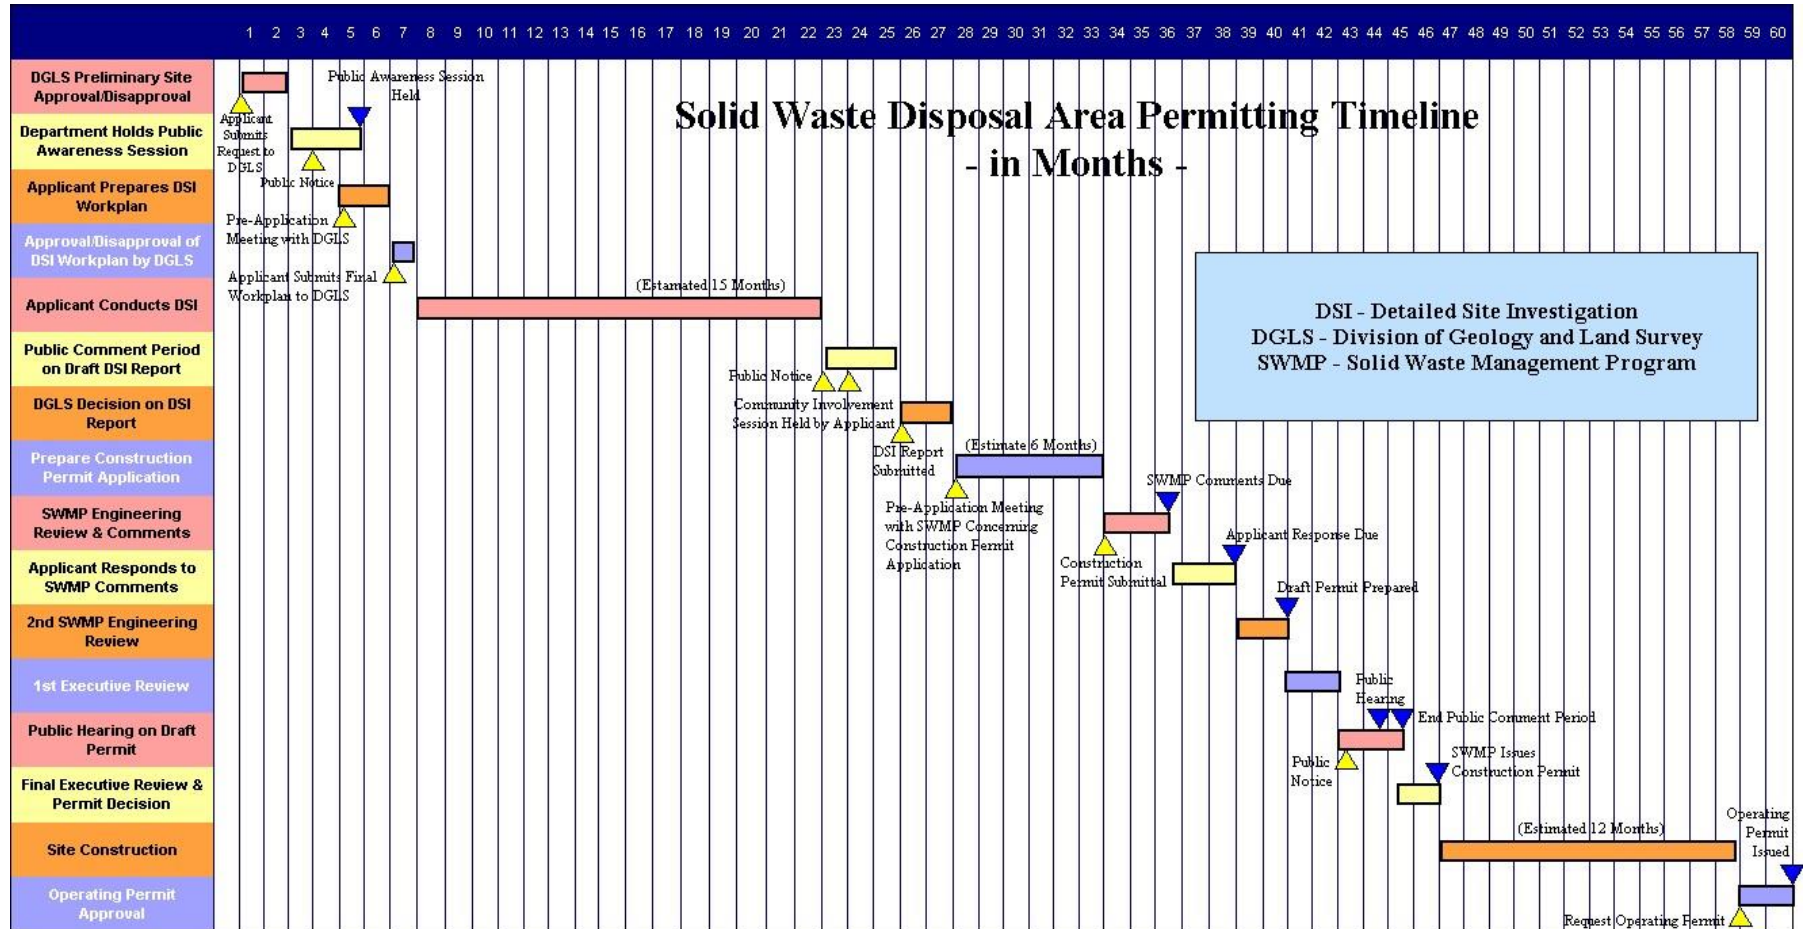 1 2 3 4 5 6 7 8 9 10 11 12 13 14 15 16 17 18 19 20 21 22 23 24 25 26 27 28 29 30 31 32 33 34 35 36 37 38 39 40 41 42 43 44 45 46 47 48 49 50 51 52 53 54 55 56 57 58 59 60
Solid Waste Disposal Area Permitting Timeline
- in Months -
DGLS Preliminary Site
Approval/Disapproval
Applicant
Submits
Request to
DGLS
Public Awareness Session
Held
Department Holds Public
Awareness Session
Public Notice
Applicant Prepares DSI
Workplan
Pre-Application
Meeting with DGLS
Approval/Disapproval of
DSI Workplan by DGLS
Applicant Submits Final
Workplan to DGLS
DSI - Detailed Site Investigation
DGLS - Division of Geology and Land Survey
SWMP - Solid Waste Management Program
Applicant Conducts DSI
(Estamated 15 Months)
Public Comment Period
on Draft DSI Report
Public Notice
Community Involvement
Session Held by Applicant
DGLS Decision on DSI
Report
DSI Report
Submitted
Prepare Construction
Permit Application
(Estimate 6 Months)
Pre-Application Meeting
with SWMP Concerning
Construction Permit
Application
SWMP Engineering
Review & Comments
SWMP Comments Due
Construction
Permit Submittal
Applicant Responds to
SWMP Comments
Applicant Response Due
2nd SWMP Engineering
Review
Draft Permit Prepared
1st Executive Review
Public Hearing on Draft
Permit
Public
Hearing
End Public Comment Period
Public
Notice
Final Executive Review &
Permit Decision
SWMP Issues
Construction Permit
Site Construction
(Estimated 12 Months)
Operating Permit
Approval
Operating
Permit
Issued
Request Operating Permit